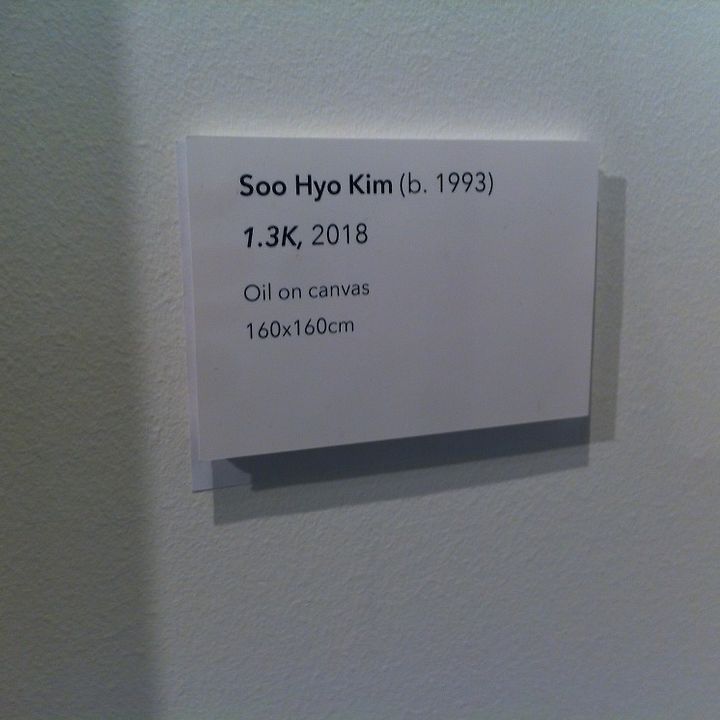 Soo Hyo Kim (b. 1993)
1.3K, 2018
Oil on canvas
160x160cm